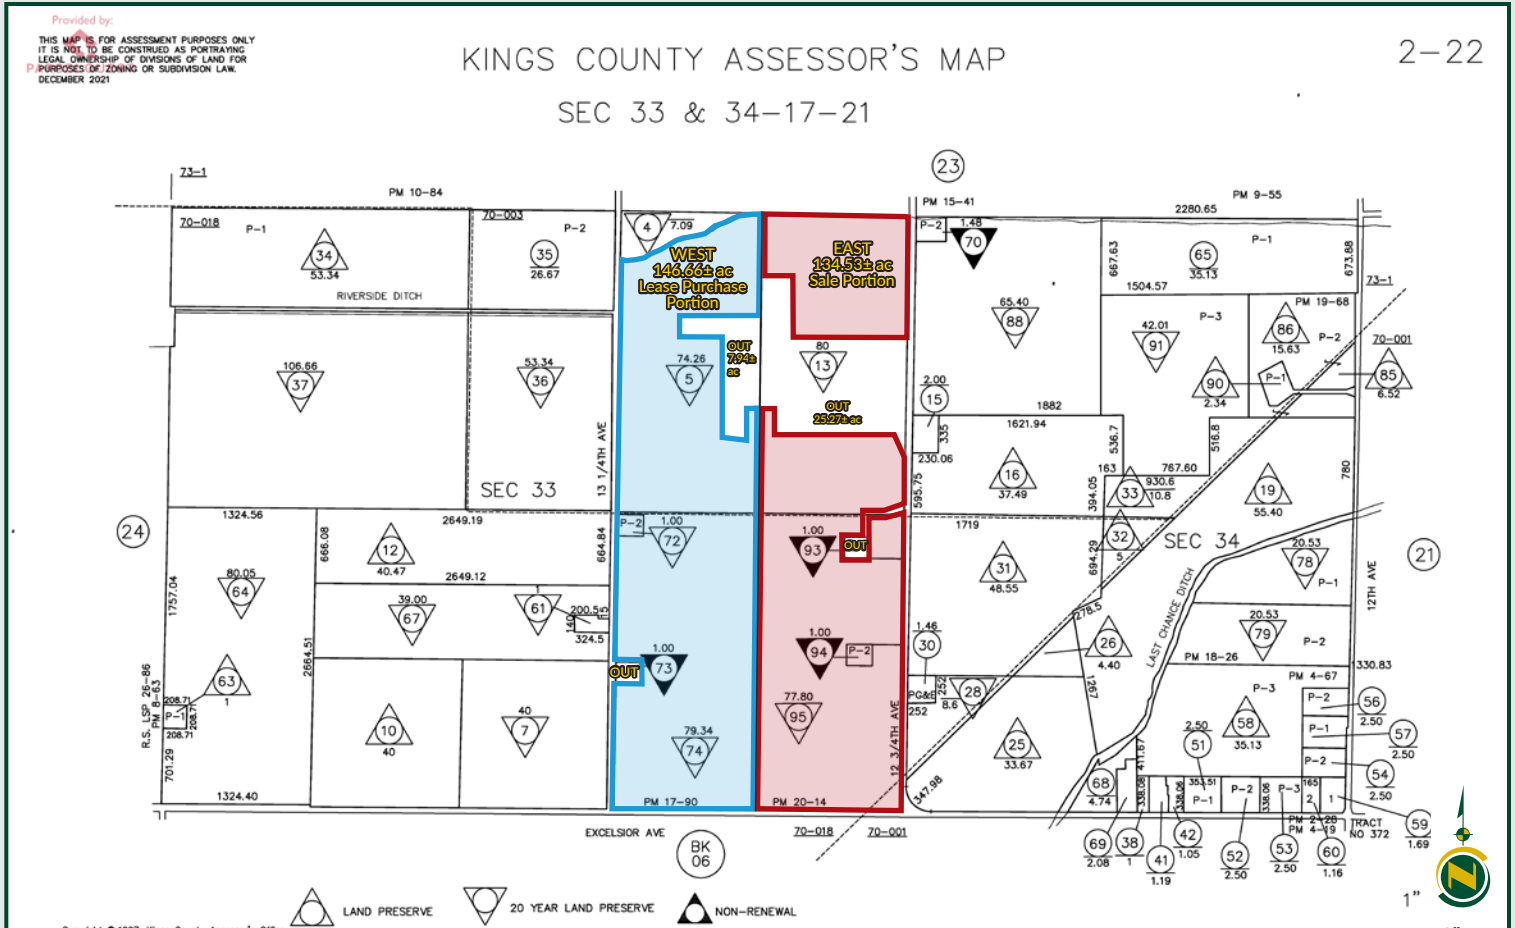 Provided by:
THIS MAP IS FOR ASSESSMENT PURPOSES ONLY
IT IS NOT TO BE CONSTRUED AS PORTRAYING
LEGAL OWNERSHIP OF DIVISIONS OF LAND FOR
PURPOSES OF ZONING OR SUBDIVISION LAW.
DECEMBER 2021
KINGS COUNTY ASSESSOR'S MAP
2-22
SEC 33 & 34-17-21
23
73-1
PM 10-84
PM 15-41
PM 9-55
2280.65
70-018
P-1
70-003
P-2
4
7.09
P-2
1.48
70
34
53.34
35
26.67
WEST
146.66± ac
Lease Purchase
Portion
EAST
134.53± ac
Sale Portion
667.63
P-1
65
35.13
673.88
73-1
RIVERSIDE DITCH
1504.57
PM 19-68
65.40
88
42.01
91
P-3
86
15.63
P-2
70-001
106.66
37
53.34
36
74.26
5
OUT
7.94±
ac
80
13
2.00
15
90
2.34
P-1
85
6.52
OUT
25.27± ac
1882
1621.94
335
230.06
536.7
516.8
13 1/4TH AVE
SEC 33
595.75
16
37.49
163
767.60
394.05
33
930.6
10.8
19
55.40
780
24
1324.56
2649.19
666.08
664.84
P-2
1.00
72
1.00
93
OUT
1719
32
5
SEC 34
21
12
40.47
2649.12
80.05
64
1757.04
39.00
67
1
61
200.5
15
140
324.5
31
48.55
694.29
278.5
LAST CHANCE DITCH
20.53
78
P-1
12TH AVE
20.53
79
P-2
2664.51
63
1
208.71
P-1
208.71
208.71
R.S. LSP 26-86
PM 8-63
701.29
1.00
73
OUT
1.00
94
P-2
1.46
30
PG&E
252
252
8.6
28
26
4.40
1267
PM 18-26
1330.83
PM 4-67
P-3
58
35.13
P-2
56
2.50
P-1
57
2.50
P-2
54
2.50
10
40
40
7
79.34
74
77.80
95
12 3/4TH AVE
25
33.67
347.98
2.50
51
411.67
68
4.74
338.08
338.06
353.51
P-1
P-2
338.06
P-3
165
2
1
1324.40
PM 17-90
PM 20-14
EXCELSIOR AVE
70-018
70-001
BK
06
69
2.08
38
1
41
1.19
42
1.05
52
2.50
53
2.50
60
1.16
59
1.69
PM 2-28
PM 4-19
TRACT
NO 372
LAND PRESERVE
20 YEAR LAND PRESERVE
NON-RENEWAL
1"